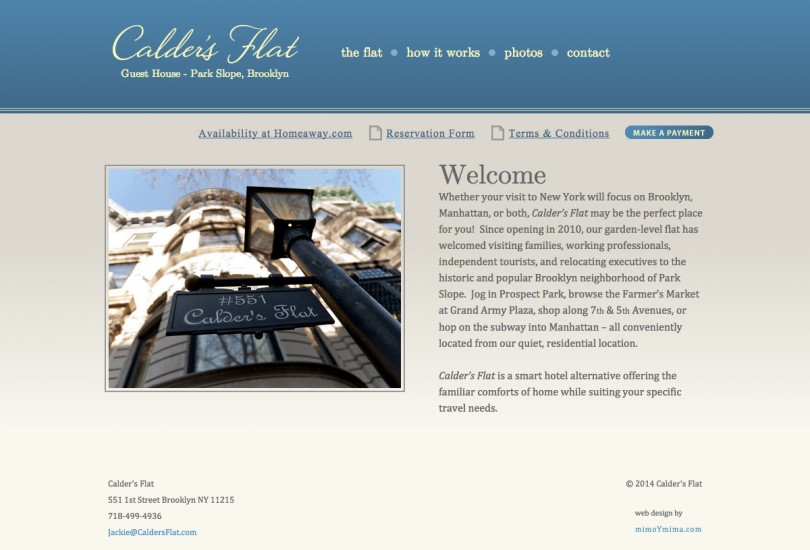 Calder's Flat
Guest House - Park Slope, Brooklyn
the flat • how it works • photos • contact
Availability at Homeaway.com Reservation Form Terms & Conditions MAKE A PAYMENT
#551
Calder's Flat
Welcome
Whether your visit to New York will focus on Brooklyn,
Manhattan, or both, Calder's Flat may be the perfect place
for you! Since opening in 2010, our garden-level flat has
welcomed visiting families, working professionals,
independent tourists, and relocating executives to the
historic and popular Brooklyn neighborhood of Park
Slope. Jog in Prospect Park, browse the Farmer's Market
at Grand Army Plaza, shop along 7th & 5th Avenues, or
hop on the subway into Manhattan – all conveniently
located from our quiet, residential location.
Calder's Flat is a smart hotel alternative offering the
familiar comforts of home while suiting your specific
travel needs.
Calder's Flat
551 1st Street Brooklyn NY 11215
718-499-4936
Jackie@CaldersFlat.com
© 2014 Calder's Flat
web design by
mimoYmima.com